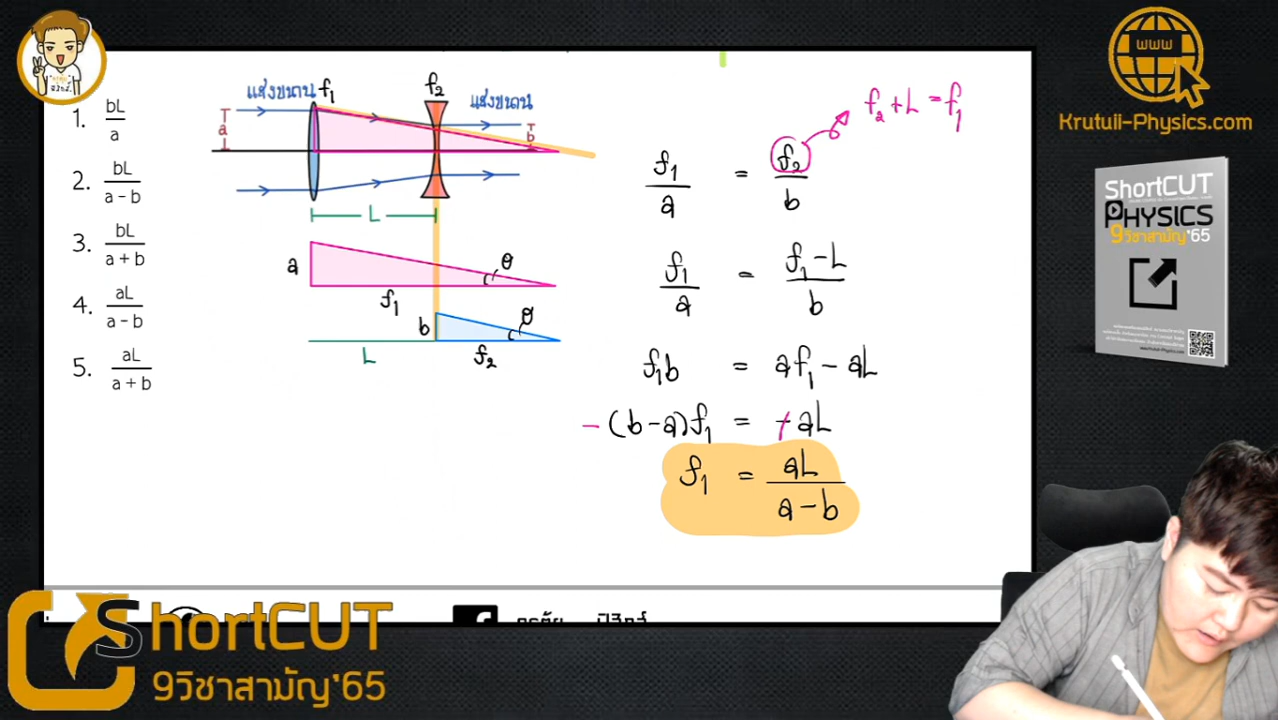 www
Krutuii-Physics.com
1. bL
a
2. bL
a - b
3. bL
a + b
4. aL
a - b
5. aL
a + b
แสงขนาน f₁
f₂
แสงขนาน
a
b
L
a
θ
f₁
b
θ
L
f₂
f₂ + L = f₁
f₁ = f₂
a b
f₁ = f₁ - L
a b
f₁b = af₁ - aL
- (b - a)f₁ = - aL
f₁ = aL
a - b
ShortCUT
PHYSICS
9วิชาสามัญ'65
ShortCUT
9วิชาสามัญ'65